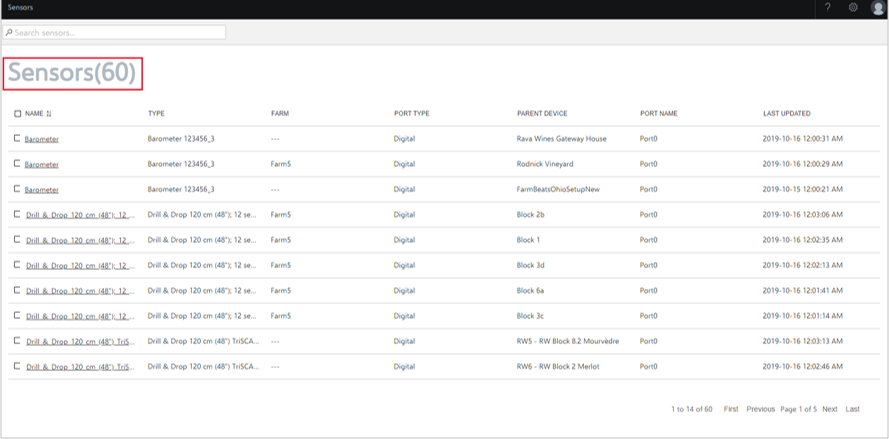 Sensors
?
Search sensors...
Sensors(60)
NAME TYPE FARM PORT TYPE PARENT DEVICE PORT NAME LAST UPDATED
Barometer Barometer 123456_3 --- Digital Rava Wines Gateway House Port0 2019-10-16 12:00:31 AM
Barometer Barometer 123456_3 Farm5 Digital Rodnick Vineyard Port0 2019-10-16 12:00:29 AM
Barometer Barometer 123456_3 --- Digital FarmBeatsOhioSetupNew Port0 2019-10-15 12:00:21 AM
Drill & Drop 120 cm (48"); 12 ... Drill & Drop 120 cm (48"); 12 se... Farm5 Digital Block 2b Port0 2019-10-16 12:03:06 AM
Drill & Drop 120 cm (48"); 12 ... Drill & Drop 120 cm (48"); 12 se... Farm5 Digital Block 1 Port0 2019-10-16 12:02:35 AM
Drill & Drop 120 cm (48"); 12 ... Drill & Drop 120 cm (48"); 12 se... Farm5 Digital Block 3d Port0 2019-10-16 12:02:13 AM
Drill & Drop 120 cm (48"); 12 ... Drill & Drop 120 cm (48"); 12 se... Farm5 Digital Block 6a Port0 2019-10-16 12:01:41 AM
Drill & Drop 120 cm (48"); 12 ... Drill & Drop 120 cm (48"); 12 se... Farm5 Digital Block 3c Port0 2019-10-16 12:01:14 AM
Drill & Drop 120 cm (48") TriS... Drill & Drop 120 cm (48") TriSCA... --- Digital RW5 - RW Block 8.2 Mourvèdre Port0 2019-10-16 12:03:13 AM
Drill & Drop 120 cm (48") TriS... Drill & Drop 120 cm (48") TriSCA... --- Digital RW6 - RW Block 2 Merlot Port0 2019-10-16 12:02:46 AM
1 to 14 of 60 First Previous Page 1 of 5 Next Last